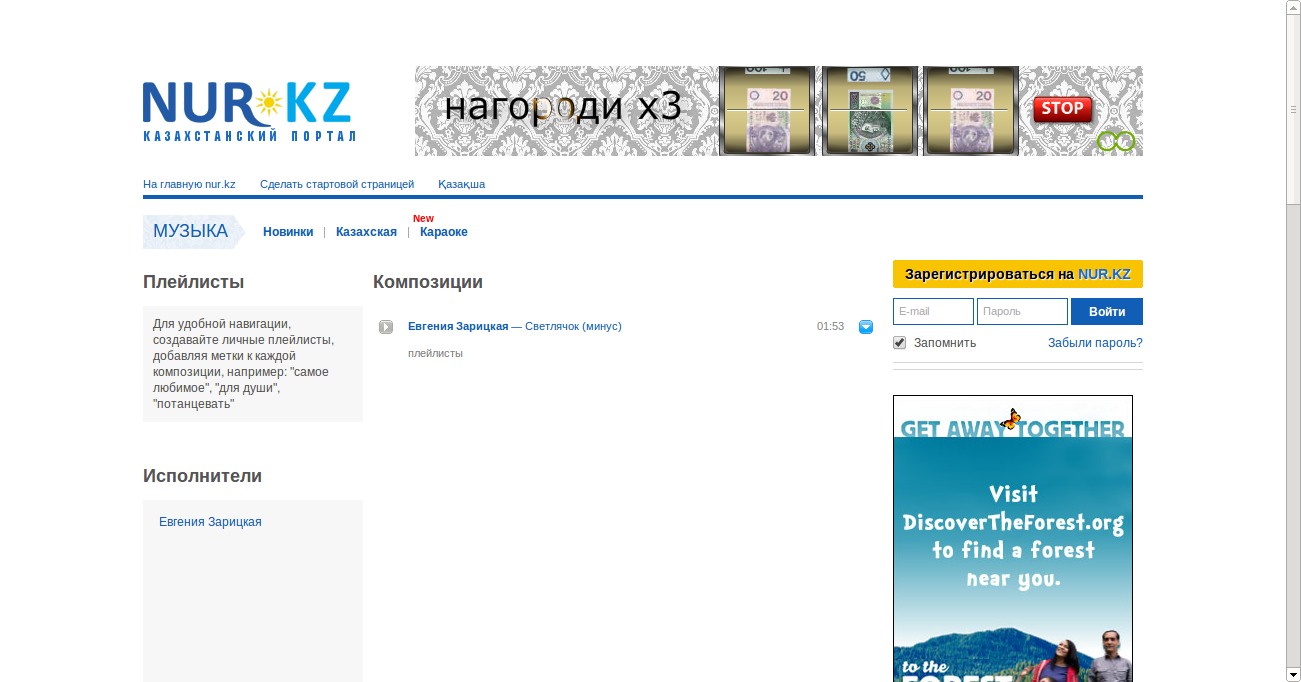 NUR KZ
КАЗАХСТАНСКИЙ ПОРТАЛ
нагороди x3
20
50
20
STOP
На главную nur.kz
Сделать стартовой страницей
Қазақша
МУЗЫКА
Новинки
Казахская
New
Караоке
Плейлисты
Для удобной навигации,
создавайте личные плейлисты,
добавляя метки к каждой
композиции, например: "самое
любимое", "для души",
"потанцевать"
Исполнители
Евгения Зарицкая
Композиции
Евгения Зарицкая — Светлячок (минус)
01:53
плейлисты
Зарегистрироваться на NUR.KZ
E-mail
Пароль
Войти
Запомнить
Забыли пароль?
GET AWAY TOGETHER
Visit
DiscoverTheForest.org
to find a forest
near you.
to the
FOREST